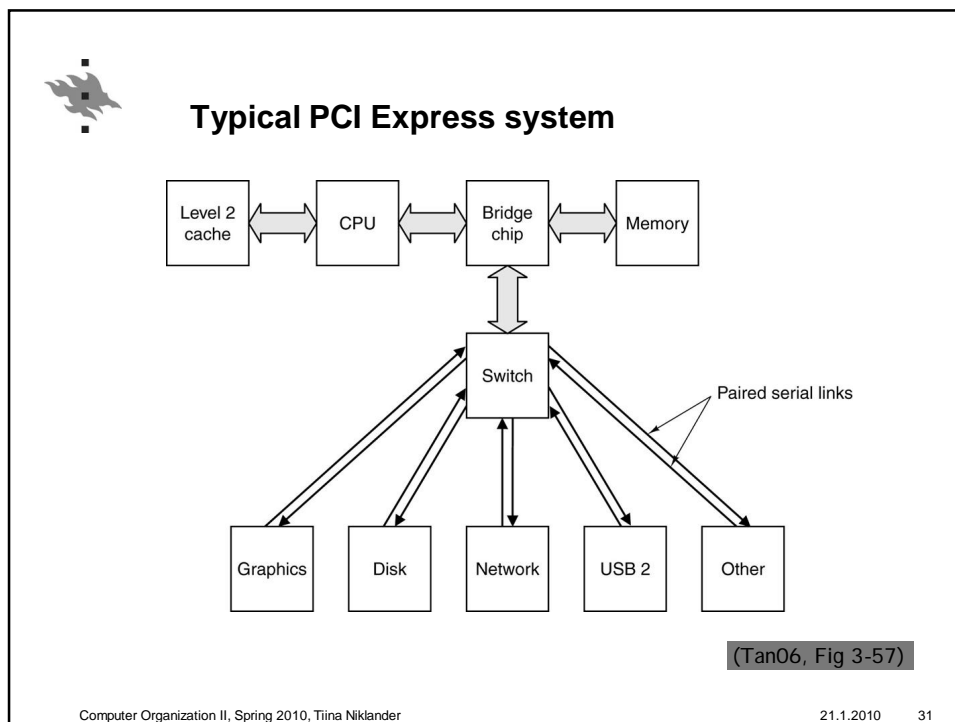 Typical PCI Express system
Level 2
cache
CPU
Bridge
chip
Memory
Switch
Paired serial links
Graphics
Disk
Network
USB 2
Other
(Tan06, Fig 3-57)
Computer Organization II, Spring 2010, Tiina Niklander
21.1.2010
31